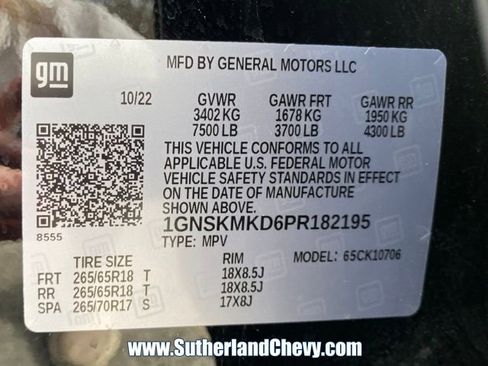 gm
MFD BY GENERAL MOTORS LLC
10/22 GVWR GAWR FRT GAWR RR
3402 KG 1678 KG 1950 KG
7500 LB 3700 LB 4300 LB
THIS VEHICLE CONFORMS TO ALL
APPLICABLE U.S. FEDERAL MOTOR
VEHICLE SAFETY STANDARDS IN EFFECT
ON THE DATE OF MANUFACTURE
1GNSKMKD6PR182195
8555
TYPE: MPV MODEL: 65CK10706
TIRE SIZE RIM
FRT 265/65R18 T 18X8.5J
RR 265/65R18 T 18X8.5J
SPA 265/70R17 S 17X8J
www.SutherlandChevy.com